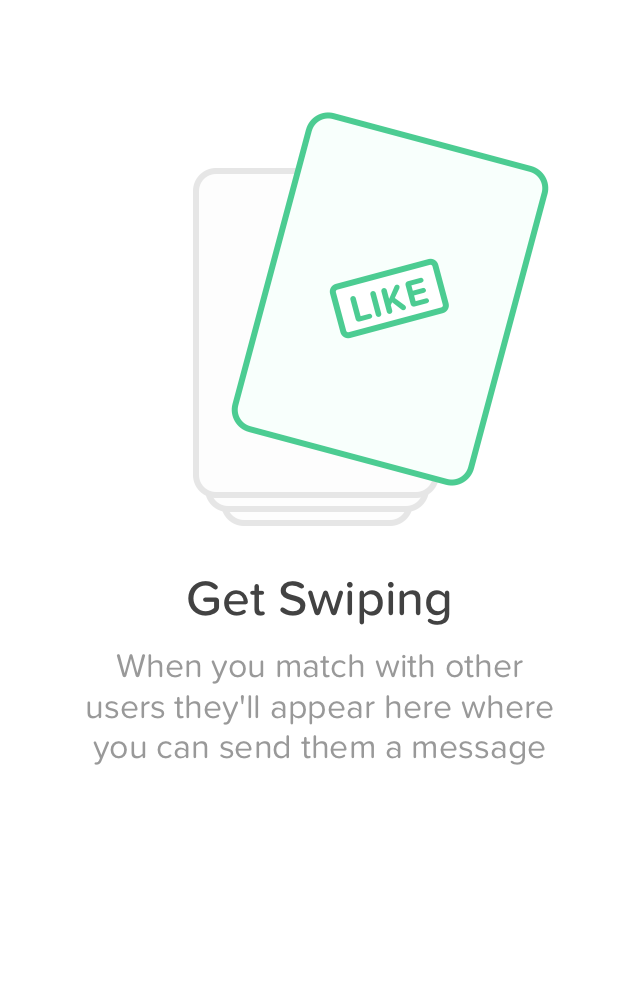 LIKE
Get Swiping
When you match with other
users they'll appear here where
you can send them a message